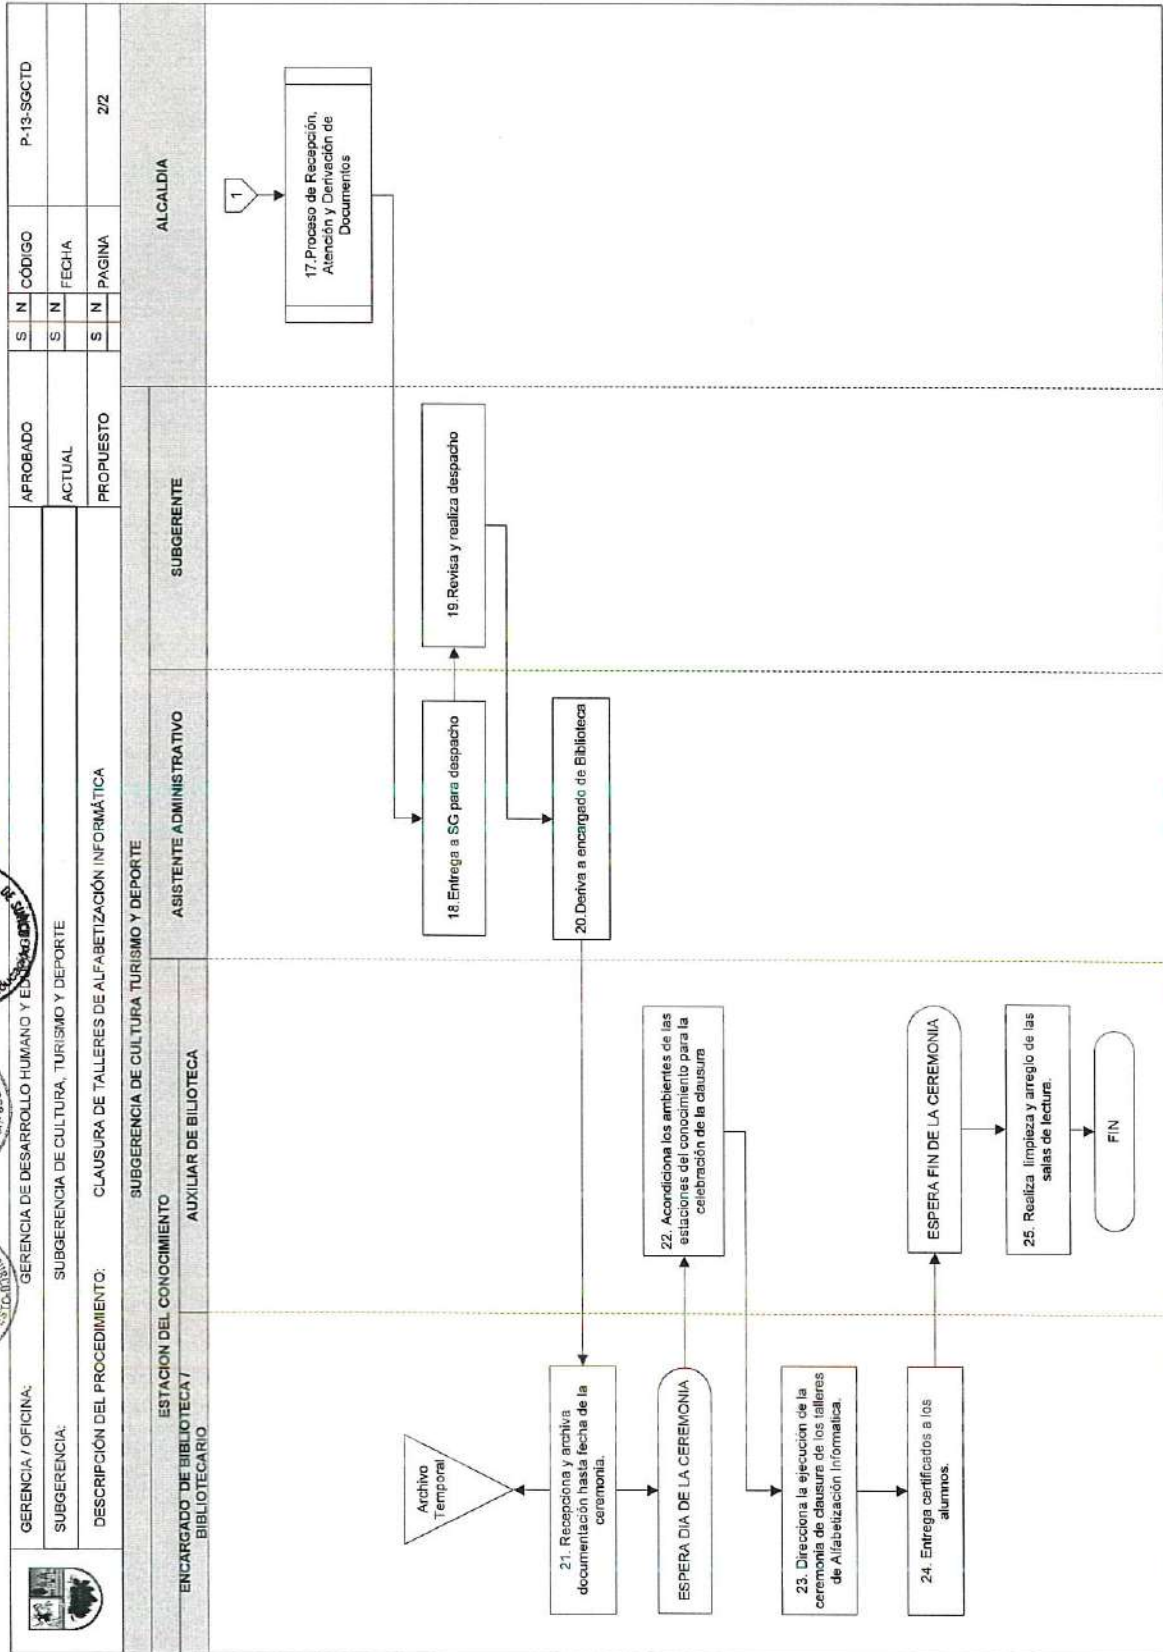 GERENCIA / OFICINA:
GERENCIA DE DESARROLLO HUMANO Y EDUCACIÓN
APROBADO
S N
CÓDIGO
P-13-SGCTD
SUBGERENCIA:
SUBGERENCIA DE CULTURA, TURISMO Y DEPORTE
ACTUAL
S N
FECHA
DESCRIPCIÓN DEL PROCEDIMIENTO:
CLAUSURA DE TALLERES DE ALFABETIZACIÓN INFORMÁTICA
PROPUESTO
S N
PAGINA
2/2
SUBGERENCIA DE CULTURA TURISMO Y DEPORTE
ALCALDIA
ESTACION DEL CONOCIMIENTO
ASISTENTE ADMINISTRATIVO
SUBGERENTE
ENCARGADO DE BIBLIOTECA /
BIBLIOTECARIO
AUXILIAR DE BILIOTECA
1
17.Proceso de Recepción,
Atención y Derivación de
Documentos
18.Entrega a SG para despacho
19.Revisa y realiza despacho
20.Deriva a encargado de Biblioteca
Archivo
Temporal
21. Recepciona y archiva
documentación hasta fecha de la
ceremonia.
ESPERA DIA DE LA CEREMONIA
22. Acondiciona los ambientes de las
estaciones del conocimiento para la
celebración de la clausura
23. Direcciona la ejecución de la
ceremonia de clausura de los talleres
de Alfabetización Informatica.
24. Entrega certificados a los
alumnos.
ESPERA FIN DE LA CEREMONIA
25. Realiza limpieza y arreglo de las
salas de lectura.
FIN